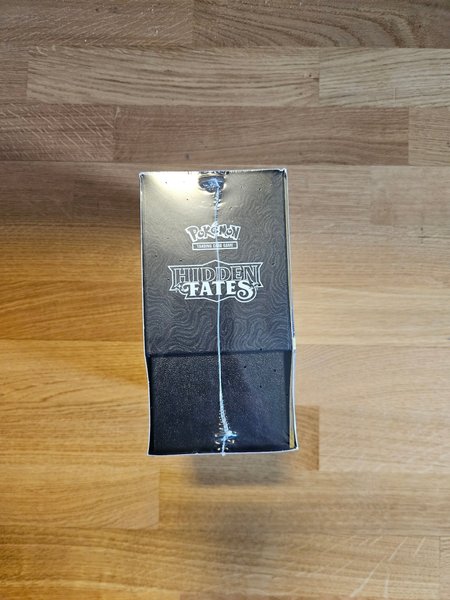 POKéMON
TRADING CARD GAME
HIDDEN
FATES